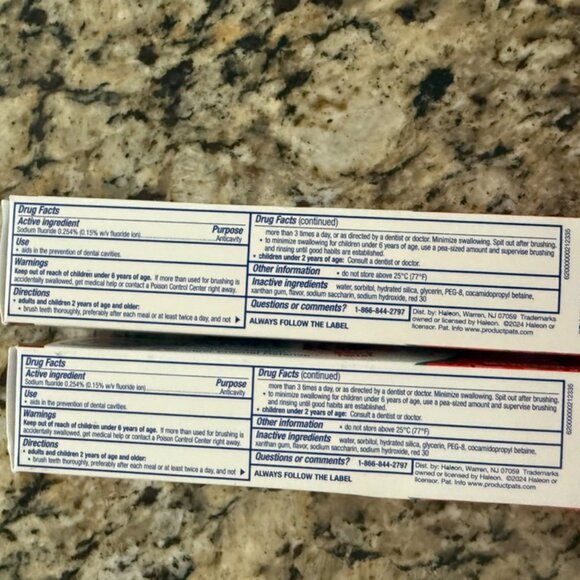 Drug Facts
Active ingredient Purpose
Sodium fluoride 0.254% (0.15% w/v fluoride ion) Anticavity
Use
• aids in the prevention of dental cavities.
Warnings
Keep out of reach of children under 6 years of age. If more than used for brushing is
accidentally swallowed, get medical help or contact a Poison Control Center right away.
Directions
• adults and children 2 years of age and older:
• brush teeth thoroughly, preferably after each meal or at least twice a day, and not ▶
Drug Facts (continued)
more than 3 times a day, or as directed by a dentist or doctor. Minimize swallowing. Spit out after brushing.
• to minimize swallowing for children under 6 years of age, use a pea-sized amount and supervise brushing
and rinsing until good habits are established.
• children under 2 years of age: Consult a dentist or doctor.
Other information • do not store above 25°C (77°F)
Inactive ingredients water, sorbitol, hydrated silica, glycerin, PEG-8, cocamidopropyl betaine,
xanthan gum, flavor, sodium saccharin, sodium hydroxide, red 30
Questions or comments? 1-866-844-2797
ALWAYS FOLLOW THE LABEL
Dist. by: Haleon, Warren, NJ 07059 Trademarks
owned or licensed by Haleon. ©2024 Haleon or
licensor. Pat. Info www.productpats.com
62000000212335
Drug Facts
Active ingredient Purpose
Sodium fluoride 0.254% (0.15% w/v fluoride ion) Anticavity
Use
• aids in the prevention of dental cavities.
Warnings
Keep out of reach of children under 6 years of age. If more than used for brushing is
accidentally swallowed, get medical help or contact a Poison Control Center right away.
Directions
• adults and children 2 years of age and older:
• brush teeth thoroughly, preferably after each meal or at least twice a day, and not ▶
Drug Facts (continued)
more than 3 times a day, or as directed by a dentist or doctor. Minimize swallowing. Spit out after brushing.
• to minimize swallowing for children under 6 years of age, use a pea-sized amount and supervise brushing
and rinsing until good habits are established.
• children under 2 years of age: Consult a dentist or doctor.
Other information • do not store above 25°C (77°F)
Inactive ingredients water, sorbitol, hydrated silica, glycerin, PEG-8, cocamidopropyl betaine,
xanthan gum, flavor, sodium saccharin, sodium hydroxide, red 30
Questions or comments? 1-866-844-2797
ALWAYS FOLLOW THE LABEL
Dist. by: Haleon, Warren, NJ 07059 Trademarks
owned or licensed by Haleon. ©2024 Haleon or
licensor. Pat. Info www.productpats.com
62000000212335